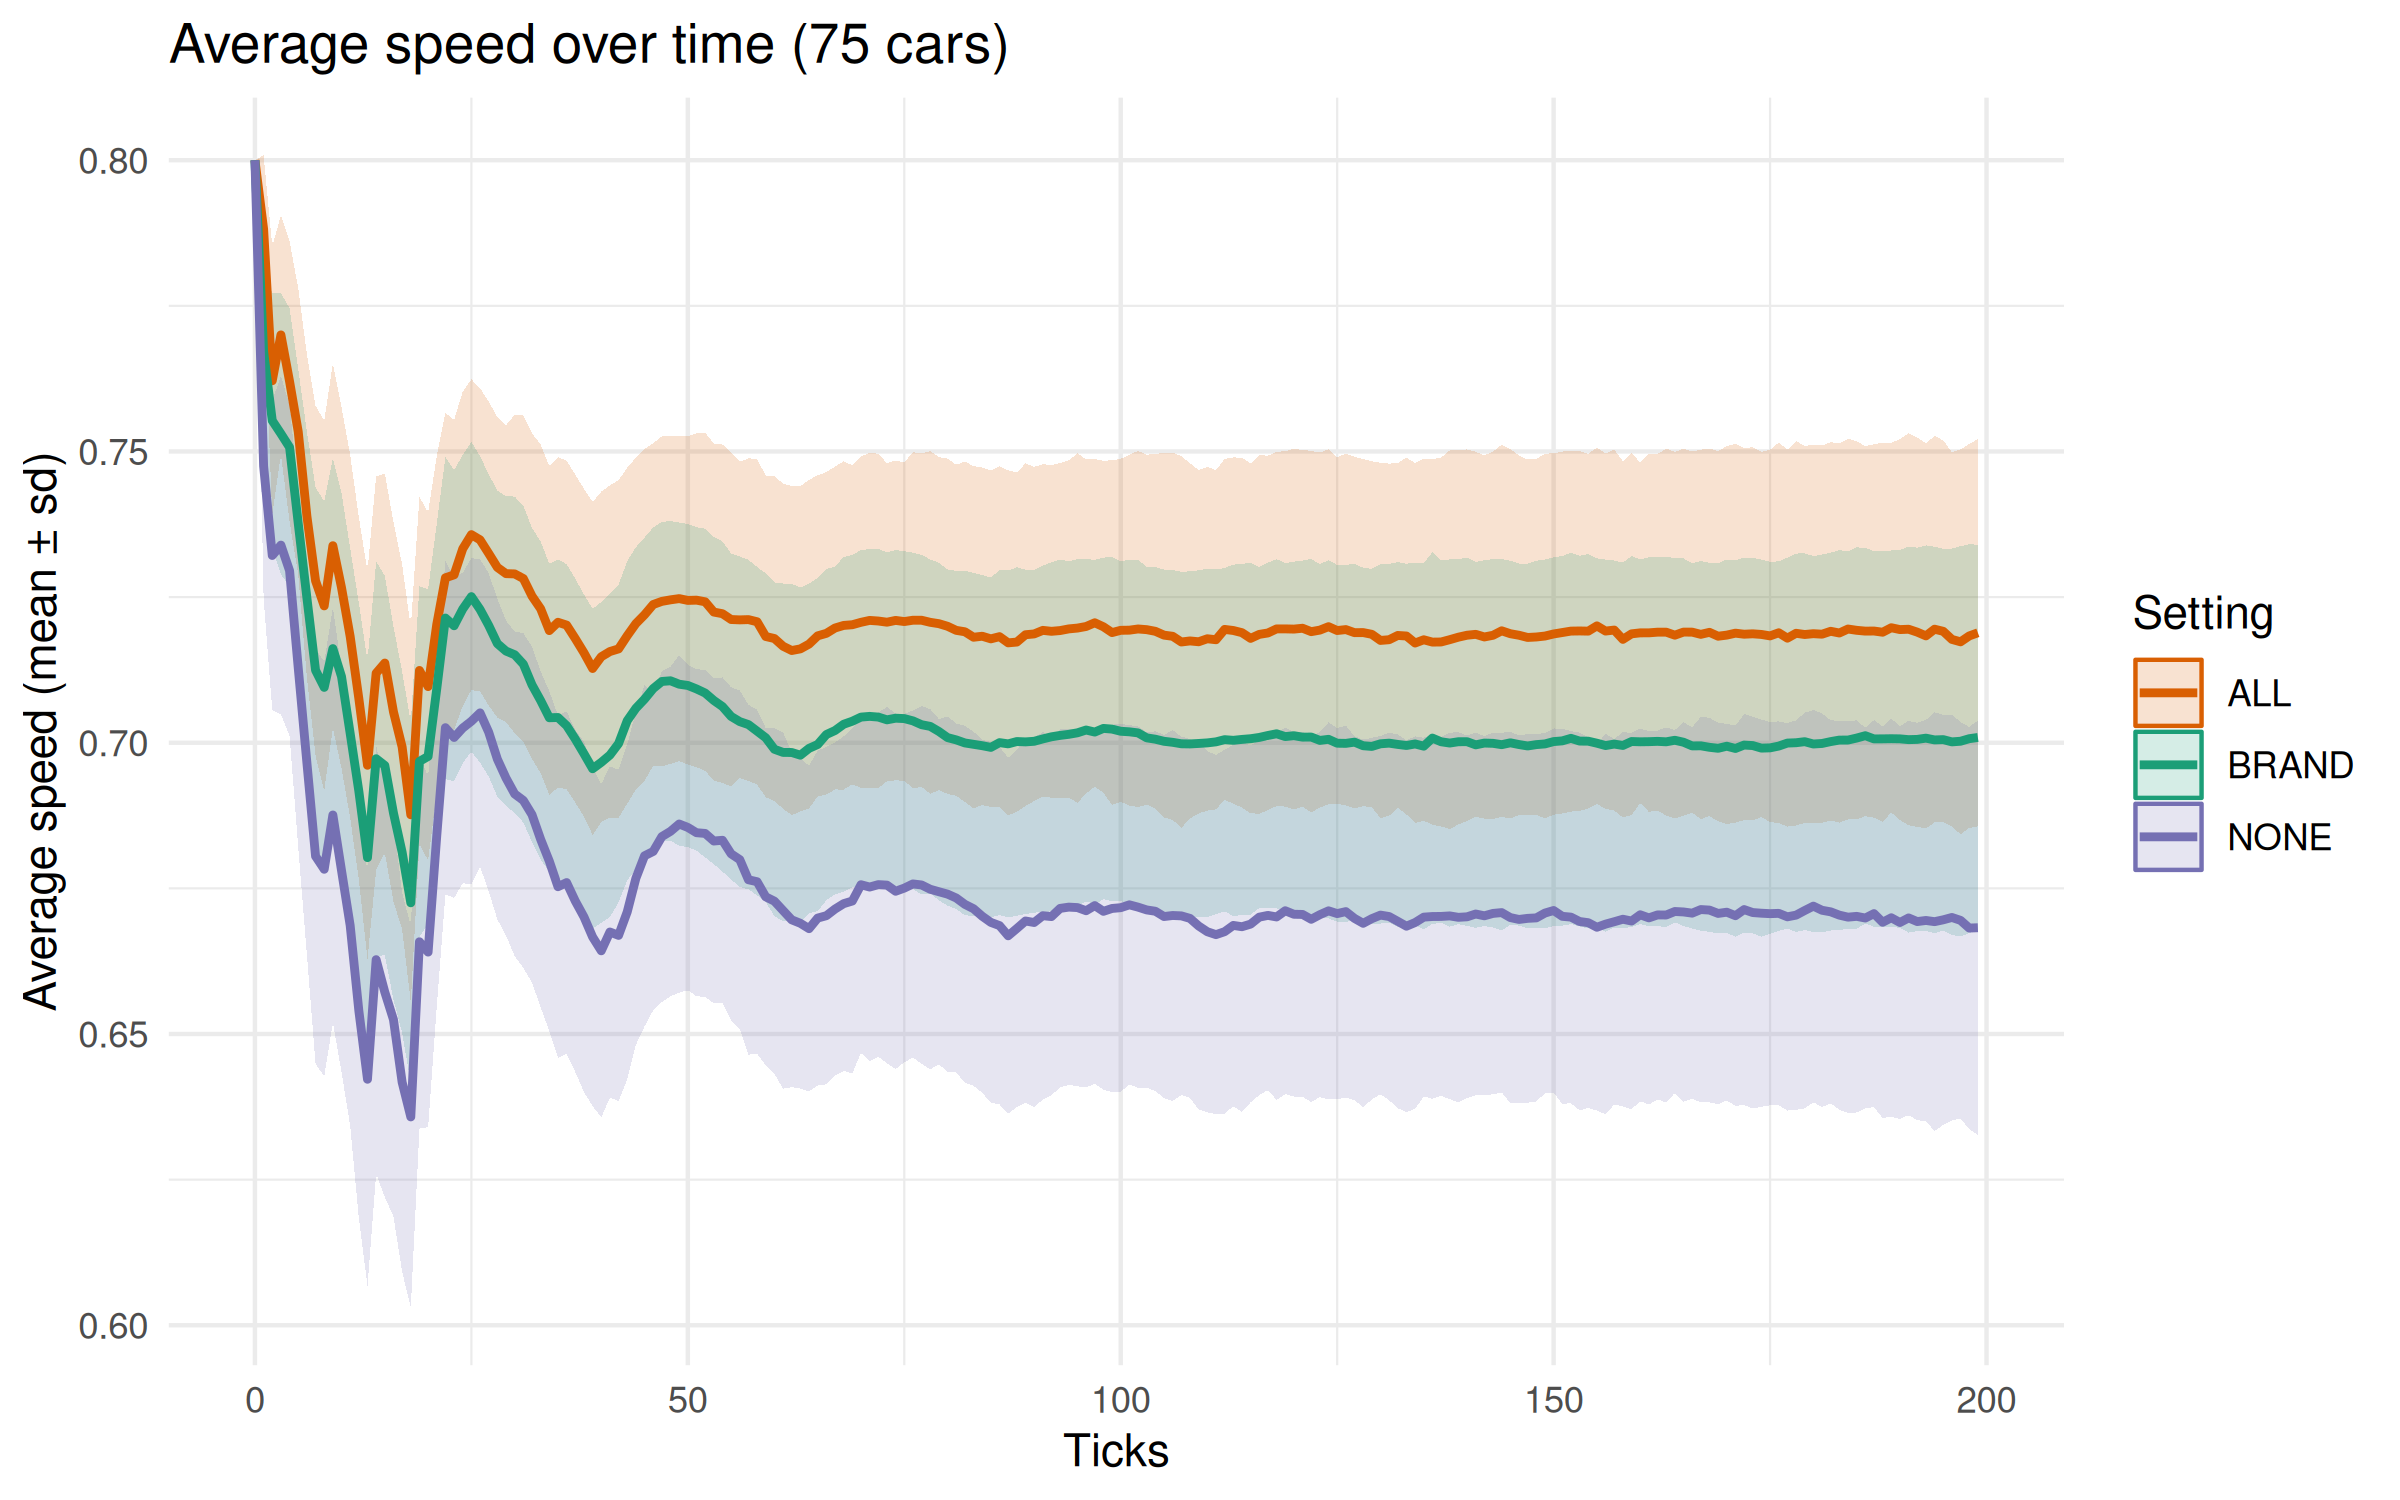 Average speed over time (75 cars)
Average speed (mean ± sd)
0.80
0.75
0.70
0.65
0.60
0
50
100
150
200
Ticks
Setting
ALL
BRAND
NONE